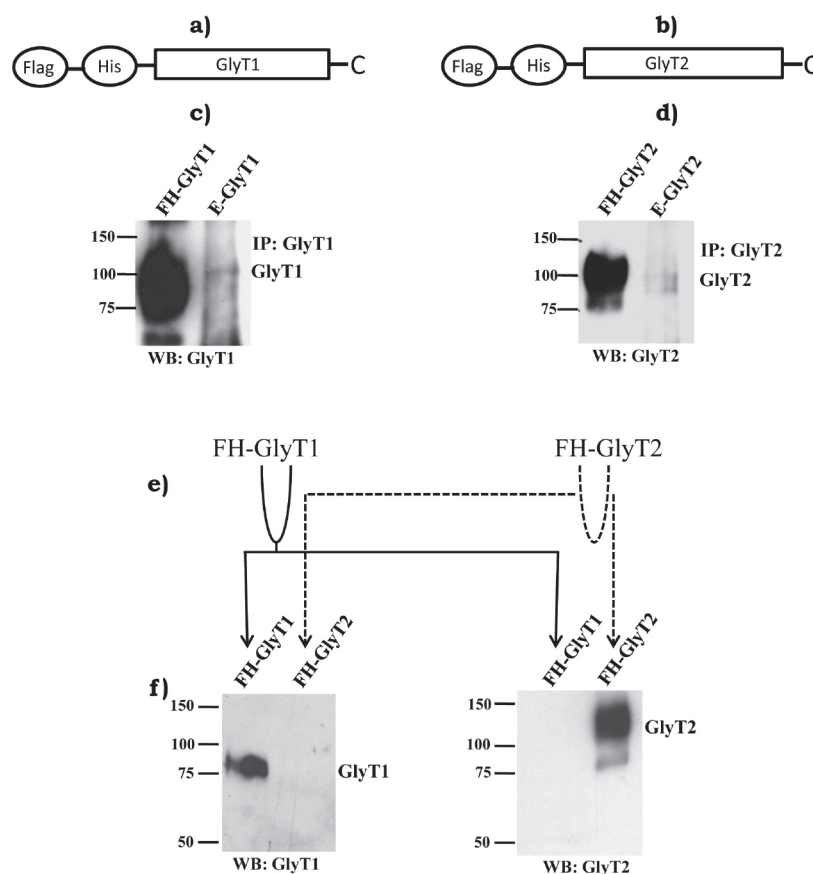 a)
b)
Flag His GlyT1 C
Flag His GlyT2 C
c)
d)
FH-GlyT1
E-GlyT1
FH-GlyT2
E-GlyT2
150
IP: GlyT1
100
GlyT1
75
WB: GlyT1
150
IP: GlyT2
100
GlyT2
75
WB: GlyT2
FH-GlyT1
FH-GlyT2
e)
FH-GlyT1
FH-GlyT2
FH-GlyT1
FH-GlyT2
f)
150
100
75
GlyT1
50
WB: GlyT1
150
GlyT2
100
75
50
WB: GlyT2